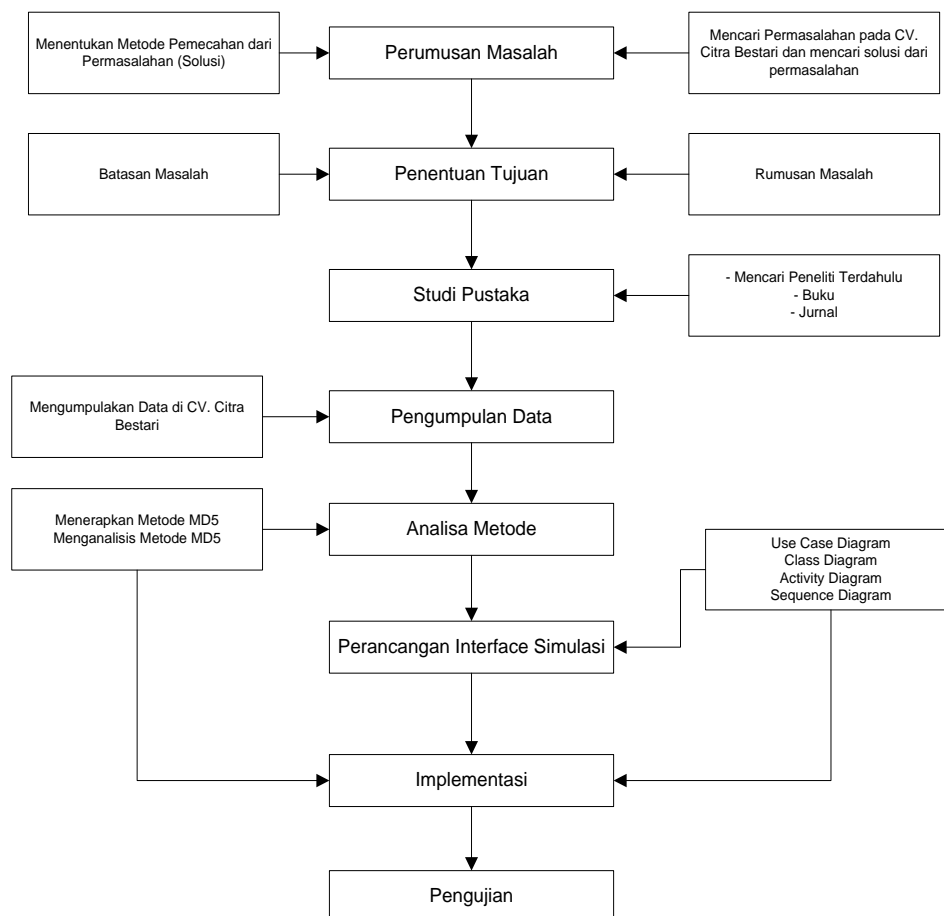 Menentukan Metode Pemecahan dari
Permasalahan (Solusi)
Perumusan Masalah
Mencari Permasalahan pada CV.
Citra Bestari dan mencari solusi dari
permasalahan
Batasan Masalah
Penentuan Tujuan
Rumusan Masalah
Studi Pustaka
- Mencari Peneliti Terdahulu
- Buku
- Jurnal
Mengumpulakan Data di CV. Citra
Bestari
Pengumpulan Data
Menerapkan Metode MD5
Menganalisis Metode MD5
Analisa Metode
Use Case Diagram
Class Diagram
Activity Diagram
Sequence Diagram
Perancangan Interface Simulasi
Implementasi
Pengujian